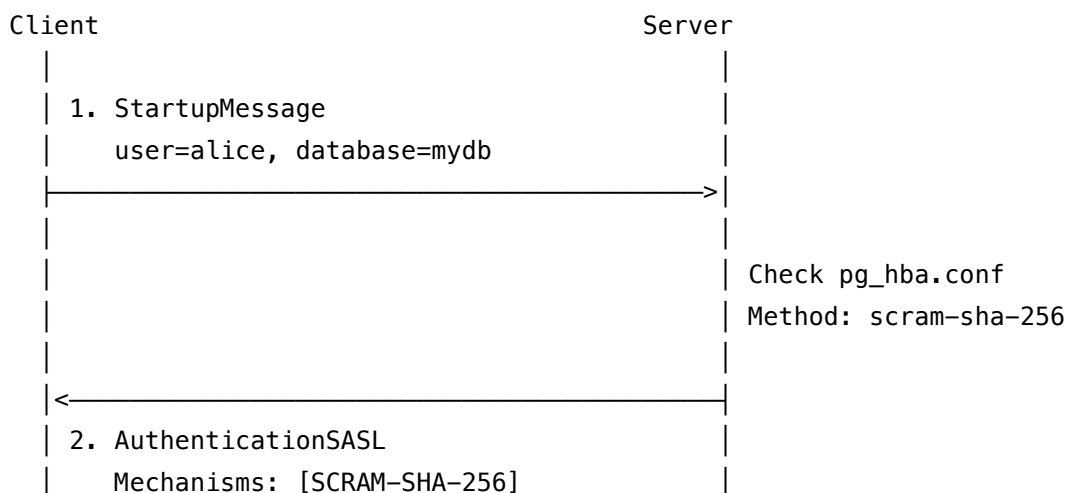 Client Server
1. StartupMessage
user=alice, database=mydb
Check pg_hba.conf
Method: scram-sha-256
2. AuthenticationSASL
Mechanisms: [SCRAM-SHA-256]